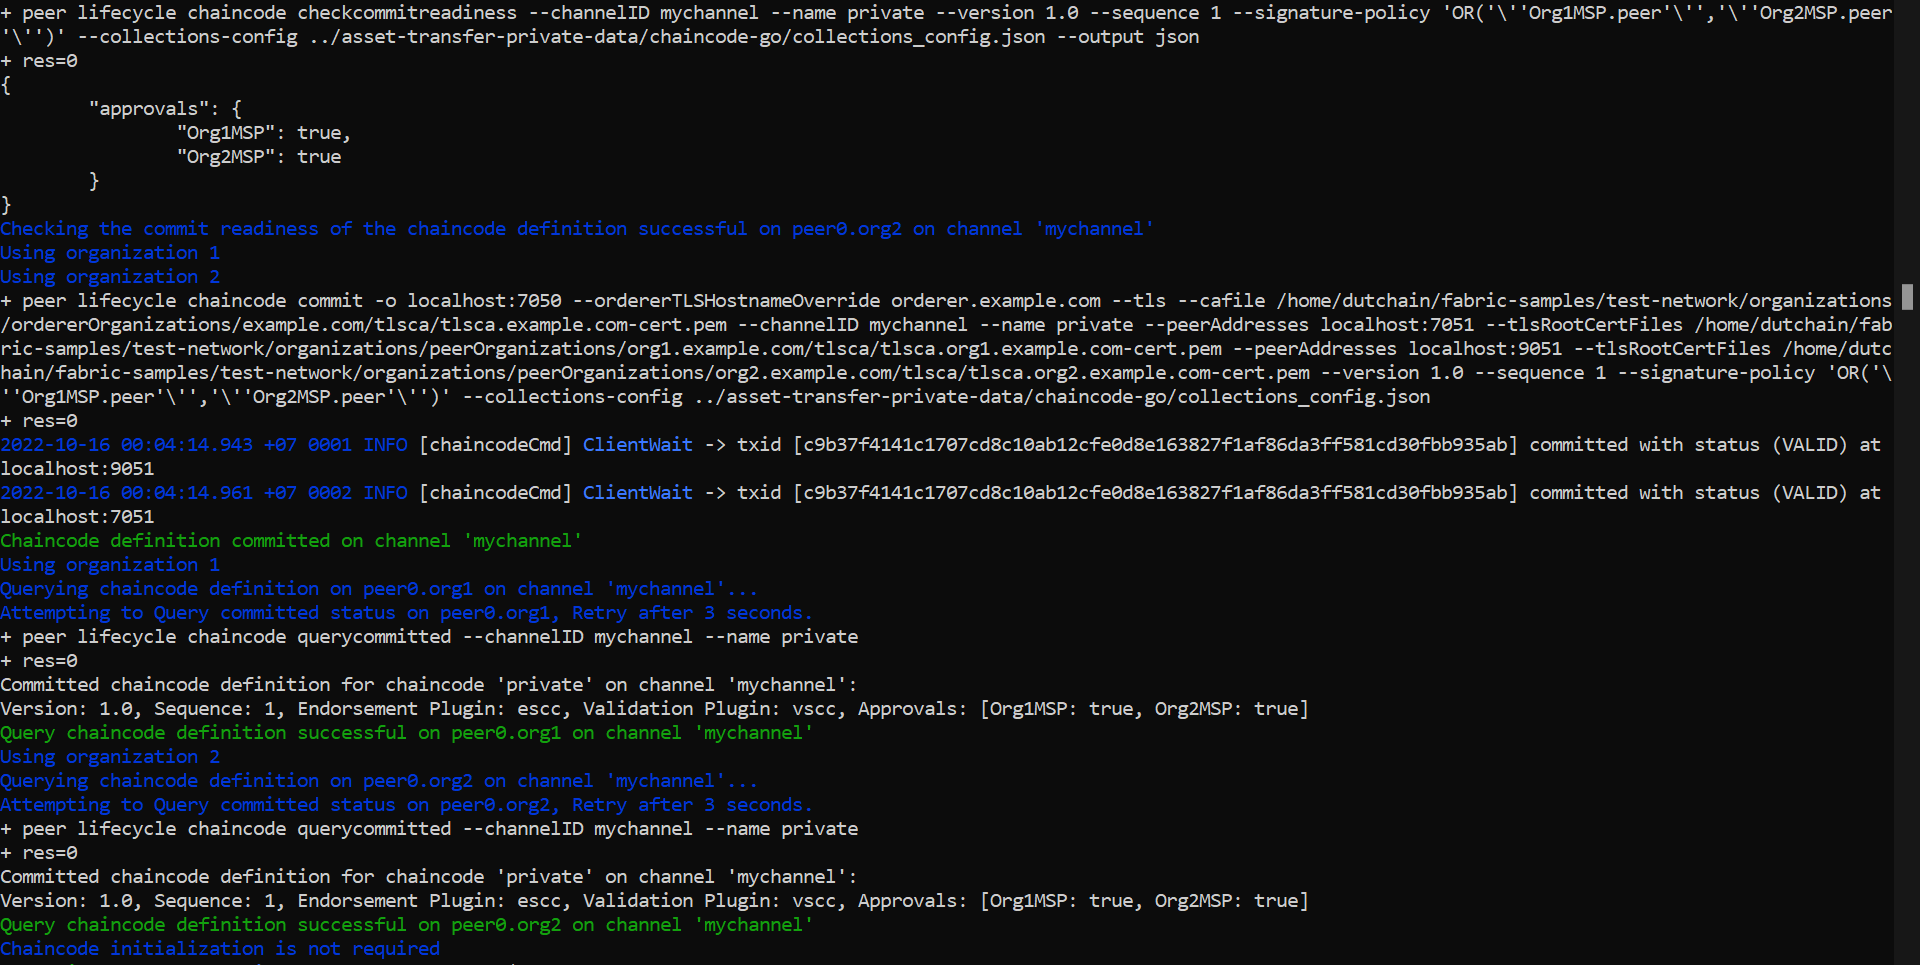 + peer lifecycle chaincode checkcommitreadiness --channelID mychannel --name private --version 1.0 --sequence 1 --signature-policy 'OR('\''Org1MSP.peer'\'','\''Org2MSP.peer
'\'')' --collections-config ../asset-transfer-private-data/chaincode-go/collections_config.json --output json
+ res=0
{
        "approvals": {
                "Org1MSP": true,
                "Org2MSP": true
        }
}
Checking the commit readiness of the chaincode definition successful on peer0.org2 on channel 'mychannel'
Using organization 1
Using organization 2
+ peer lifecycle chaincode commit -o localhost:7050 --ordererTLSHostnameOverride orderer.example.com --tls --cafile /home/dutchain/fabric-samples/test-network/organizations
/ordererOrganizations/example.com/tlsca/tlsca.example.com-cert.pem --channelID mychannel --name private --peerAddresses localhost:7051 --tlsRootCertFiles /home/dutchain/fab
ric-samples/test-network/organizations/peerOrganizations/org1.example.com/tlsca/tlsca.org1.example.com-cert.pem --peerAddresses localhost:9051 --tlsRootCertFiles /home/dutc
hain/fabric-samples/test-network/organizations/peerOrganizations/org2.example.com/tlsca/tlsca.org2.example.com-cert.pem --version 1.0 --sequence 1 --signature-policy 'OR('\
''Org1MSP.peer'\'','\''Org2MSP.peer'\'')' --collections-config ../asset-transfer-private-data/chaincode-go/collections_config.json
+ res=0
2022-10-16 00:04:14.943 +07 0001 INFO [chaincodeCmd] ClientWait -> txid [c9b37f4141c1707cd8c10ab12cfe0d8e163827f1af86da3ff581cd30fbb935ab] committed with status (VALID) at
localhost:9051
2022-10-16 00:04:14.961 +07 0002 INFO [chaincodeCmd] ClientWait -> txid [c9b37f4141c1707cd8c10ab12cfe0d8e163827f1af86da3ff581cd30fbb935ab] committed with status (VALID) at
localhost:7051
Chaincode definition committed on channel 'mychannel'
Using organization 1
Querying chaincode definition on peer0.org1 on channel 'mychannel'...
Attempting to Query committed status on peer0.org1, Retry after 3 seconds.
+ peer lifecycle chaincode querycommitted --channelID mychannel --name private
+ res=0
Committed chaincode definition for chaincode 'private' on channel 'mychannel':
Version: 1.0, Sequence: 1, Endorsement Plugin: escc, Validation Plugin: vscc, Approvals: [Org1MSP: true, Org2MSP: true]
Query chaincode definition successful on peer0.org1 on channel 'mychannel'
Using organization 2
Querying chaincode definition on peer0.org2 on channel 'mychannel'...
Attempting to Query committed status on peer0.org2, Retry after 3 seconds.
+ peer lifecycle chaincode querycommitted --channelID mychannel --name private
+ res=0
Committed chaincode definition for chaincode 'private' on channel 'mychannel':
Version: 1.0, Sequence: 1, Endorsement Plugin: escc, Validation Plugin: vscc, Approvals: [Org1MSP: true, Org2MSP: true]
Query chaincode definition successful on peer0.org2 on channel 'mychannel'
Chaincode initialization is not required